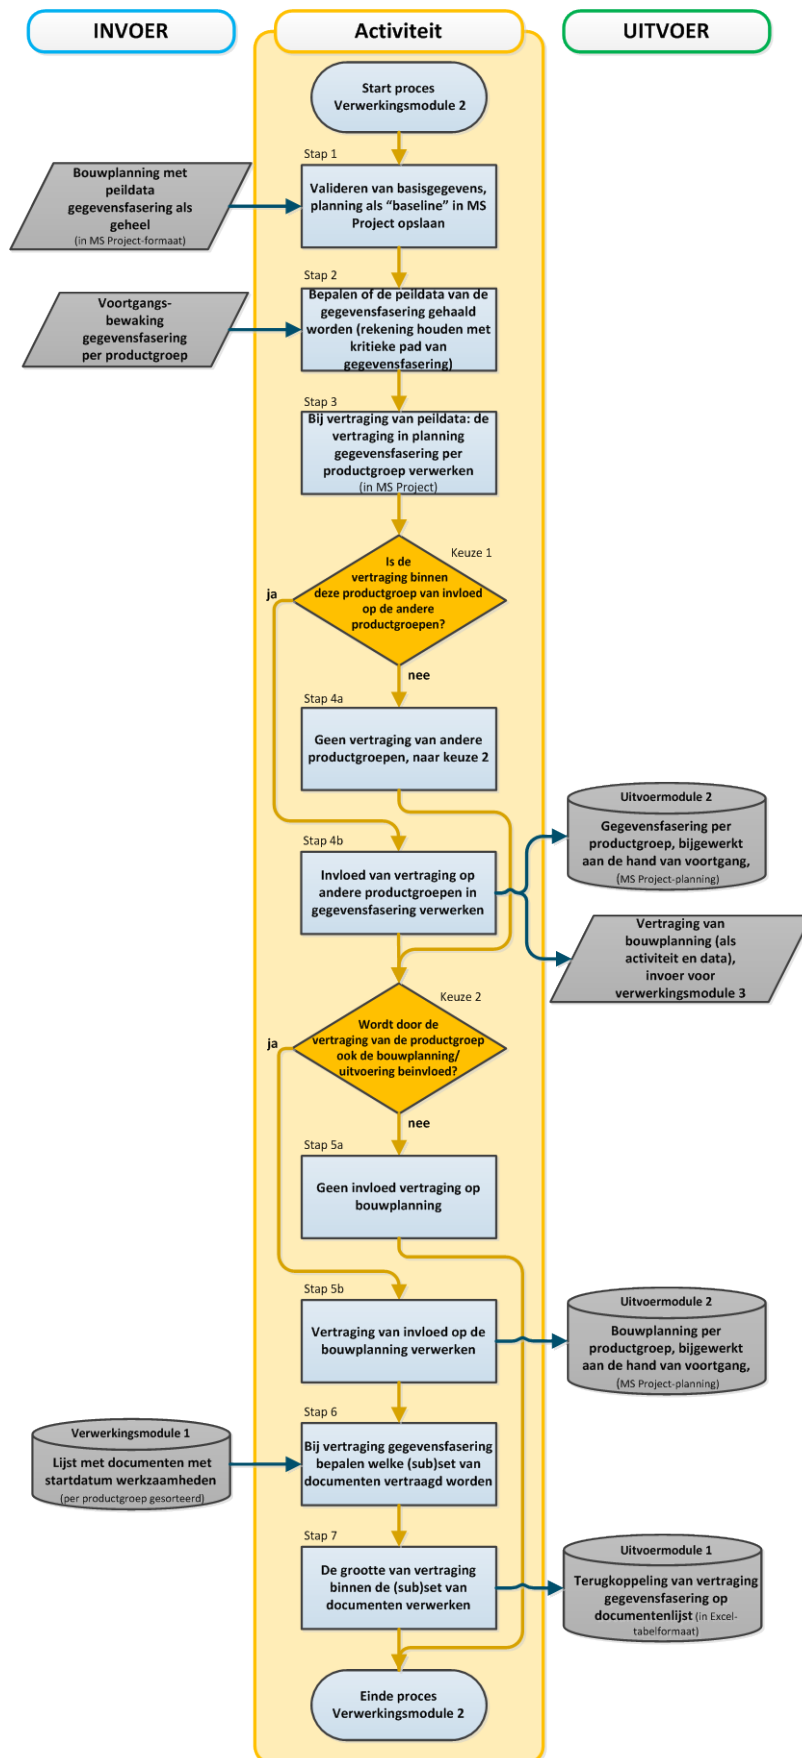 INVOER
Activiteit
UITVOER
Start proces
Verwerkingsmodule 2
Stap 1
Bouwplanning met
peildata
gegevensfasering als
geheel
(in MS Project-formaat)
Valideren van basisgegevens,
planning als “baseline” in MS
Project opslaan
Stap 2
Voortgangs-
bewaking
gegevensfasering
per productgroep
Bepalen of de peildata van de
gegevensfasering gehaald
worden (rekening houden met
kritieke pad van
gegevensfasering)
Stap 3
Bij vertraging van peildata: de
vertraging in planning
gegevensfasering per
productgroep verwerken
(in MS Project)
Keuze 1
Is de
vertraging binnen
deze productgroep van invloed
op de andere
productgroepen?
ja
nee
Stap 4a
Geen vertraging van andere
productgroepen, naar keuze 2
Stap 4b
Invloed van vertraging op
andere productgroepen in
gegevensfasering verwerken
Uitvoermodule 2
Gegevensfasering per
productgroep, bijgewerkt
aan de hand van voortgang,
(MS Project-planning)
Vertraging van
bouwplanning (als
activiteit en data),
invoer voor
verwerkingsmodule 3
Keuze 2
Wordt door de
vertraging van de productgroep
ook de bouwplanning/
uitvoering beinvloed?
ja
nee
Stap 5a
Geen invloed vertraging op
bouwplanning
Stap 5b
Vertraging van invloed op de
bouwplanning verwerken
Uitvoermodule 2
Bouwplanning per
productgroep, bijgewerkt
aan de hand van voortgang,
(MS Project-planning)
Stap 6
Verwerkingsmodule 1
Lijst met documenten met
startdatum werkzaamheden
(per productgroep gesorteerd)
Bij vertraging gegevensfasering
bepalen welke (sub)set van
documenten vertraagd worden
Stap 7
De grootte van vertraging
binnen de (sub)set van
documenten verwerken
Uitvoermodule 1
Terugkoppeling van vertraging
gegevensfasering op
documentenlijst (in Excel-
tabelformaat)
Einde proces
Verwerkingsmodule 2